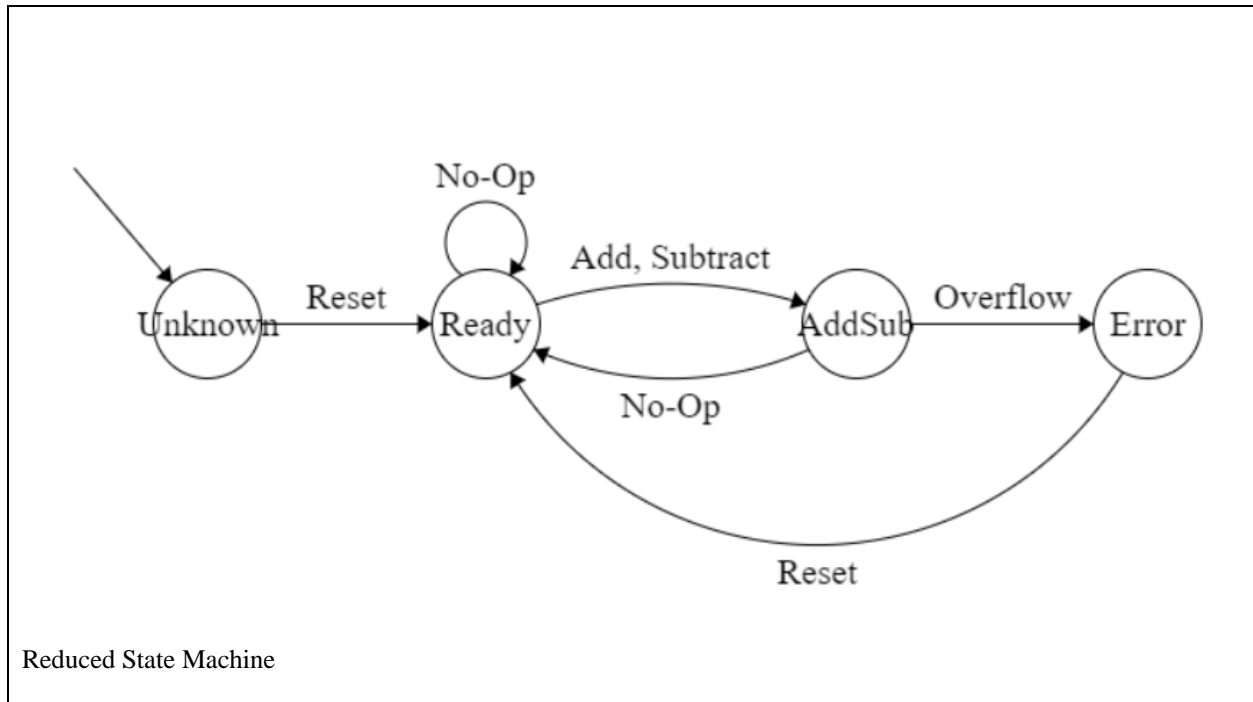 No-Op
Add, Subtract
Reset
Overflow
Unknown
Ready
AddSub
Error
No-Op
Reset
Reduced State Machine